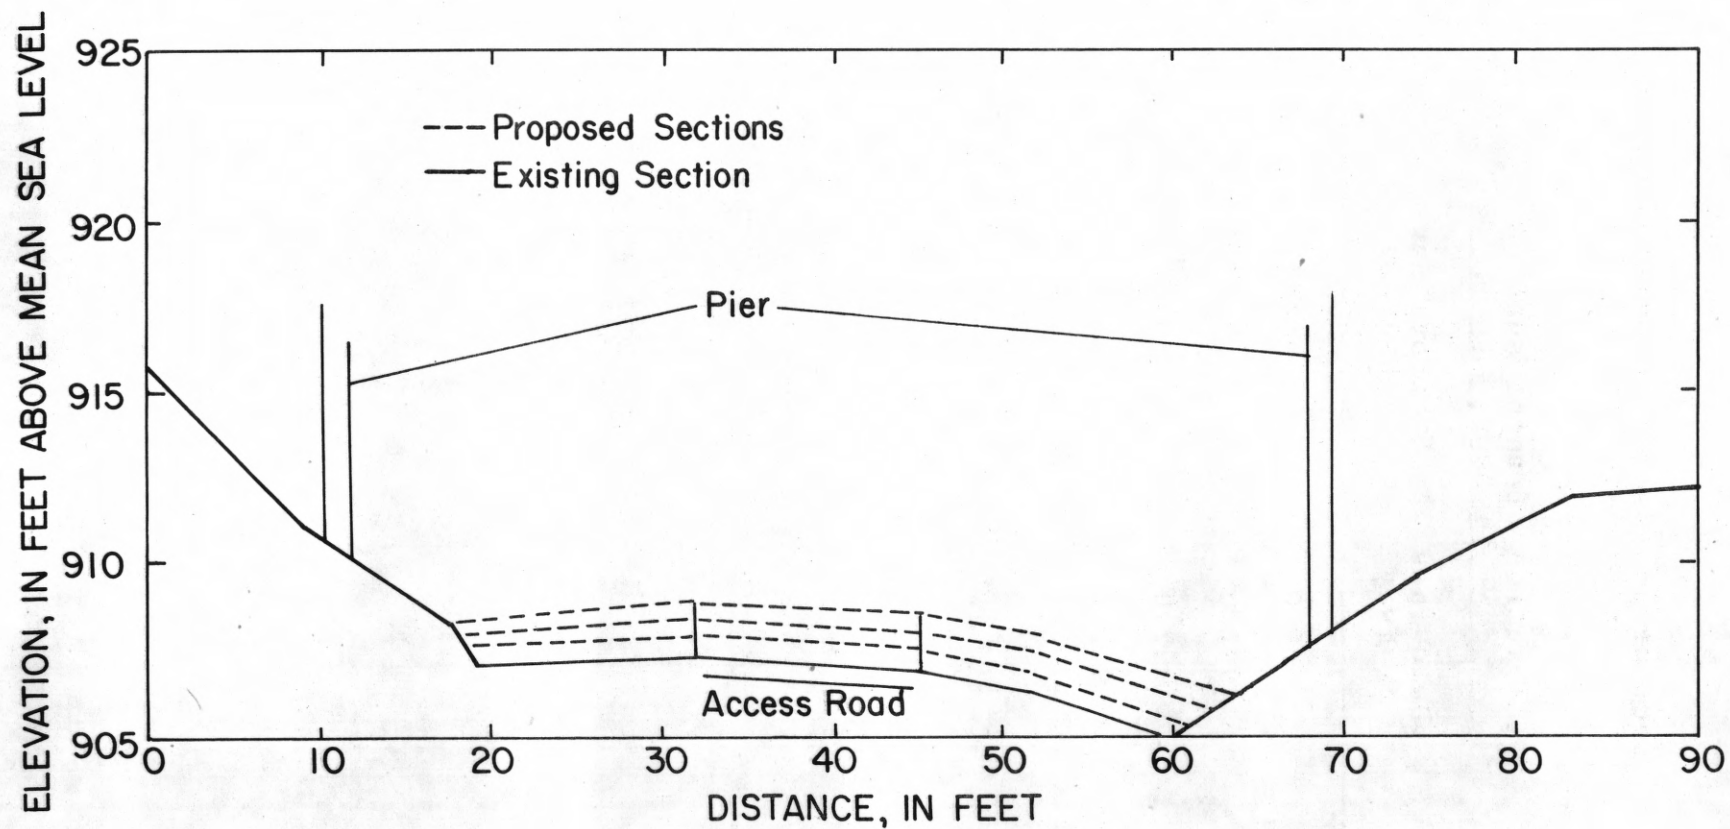 ELEVATION, IN FEET ABOVE MEAN SEA LEVEL
925
920
915
910
905
Proposed Sections
Existing Section
Pier
Access Road
0 10 20 30 40 50 60 70 80 90
DISTANCE, IN FEET